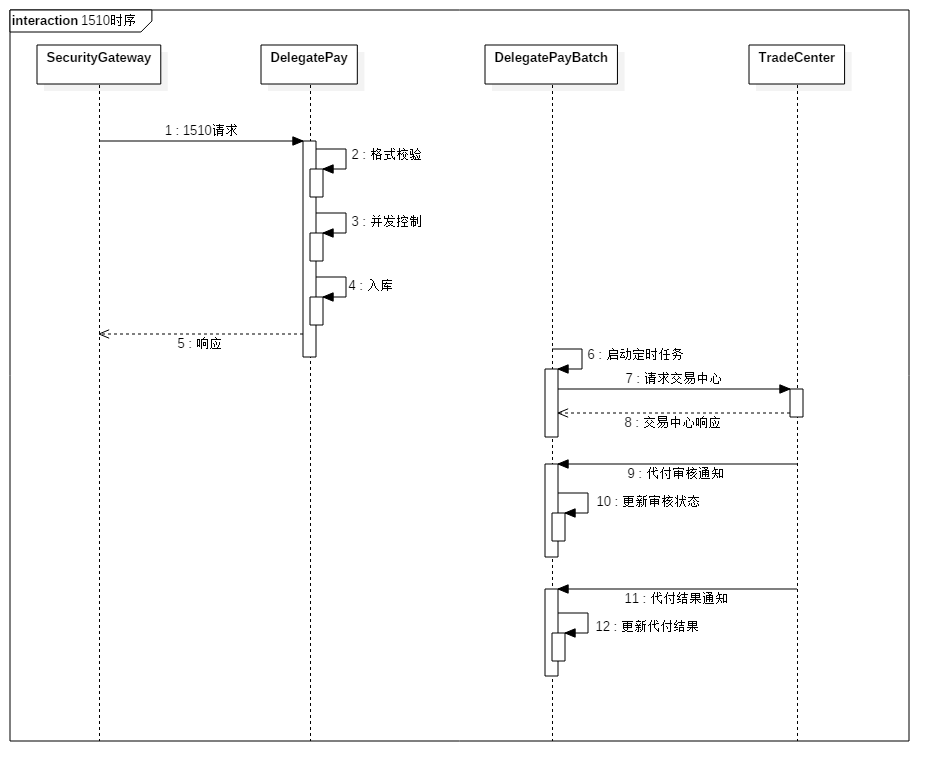 interaction 1510时序
SecurityGateway
DelegatePay
DelegatePayBatch
TradeCenter
1 : 1510请求
2 : 格式校验
3 : 并发控制
4 : 入库
5 : 响应
6 : 启动定时任务
7 : 请求交易中心
8 : 交易中心响应
9 : 代付审核通知
10 : 更新审核状态
11 : 代付结果通知
12 : 更新代付结果